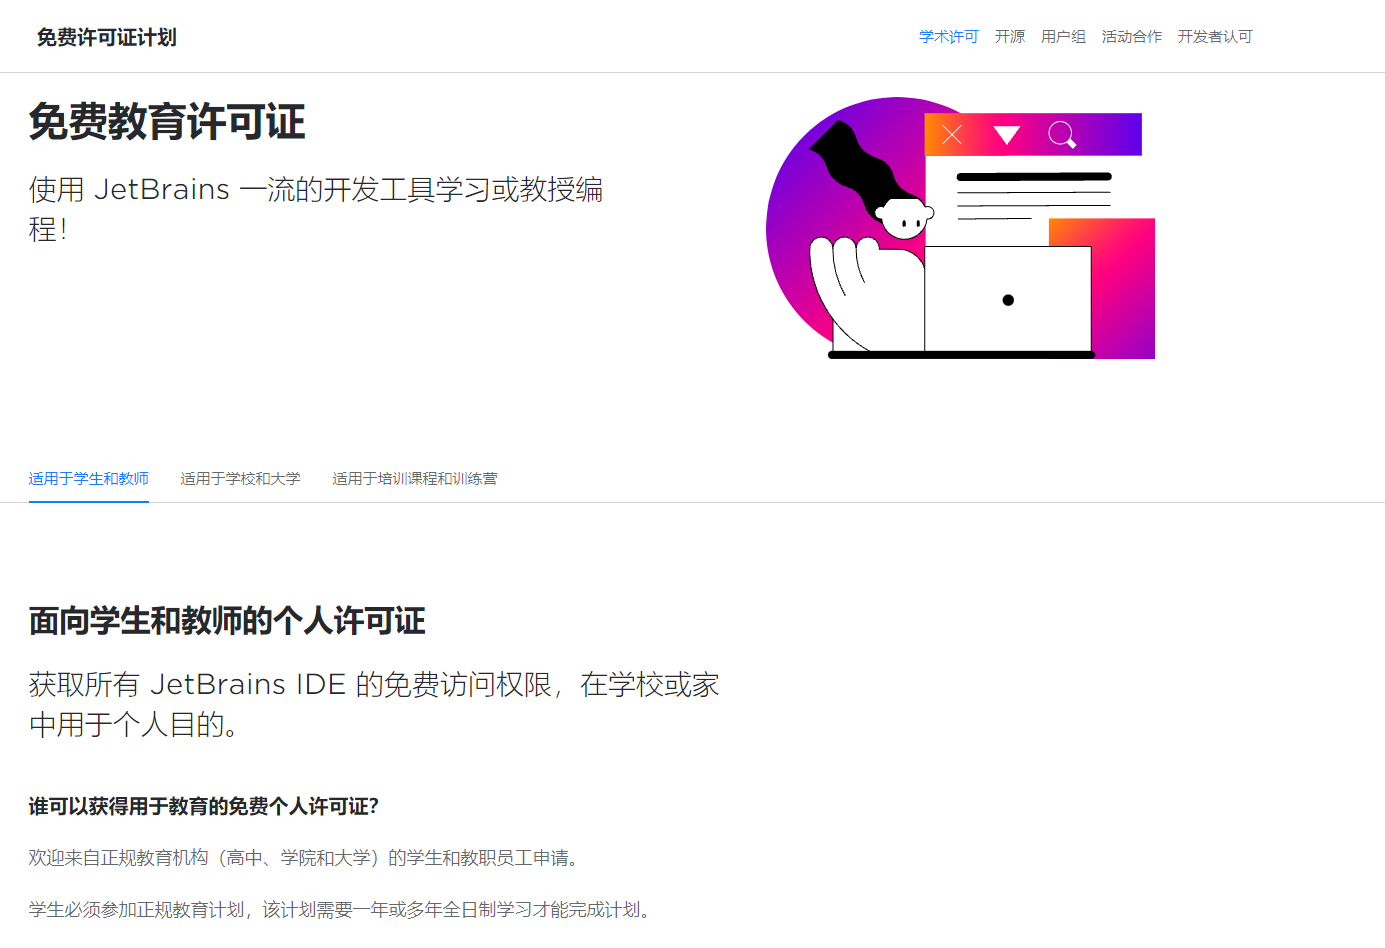 免费许可证计划
学术许可 开源 用户组 活动合作 开发者认可
免费教育许可证
使用 JetBrains 一流的开发工具学习或教授编
程！
适用于学生和教师 适用于学校和大学 适用于培训课程和训练营
面向学生和教师的个人许可证
获取所有 JetBrains IDE 的免费访问权限，在学校或家
中用于个人目的。
谁可以获得用于教育的免费个人许可证?
欢迎来自正规教育机构（高中、学院和大学）的学生和教职员工申请。
学生必须参加正规教育计划，该计划需要一年或多年全日制学习才能完成计划。